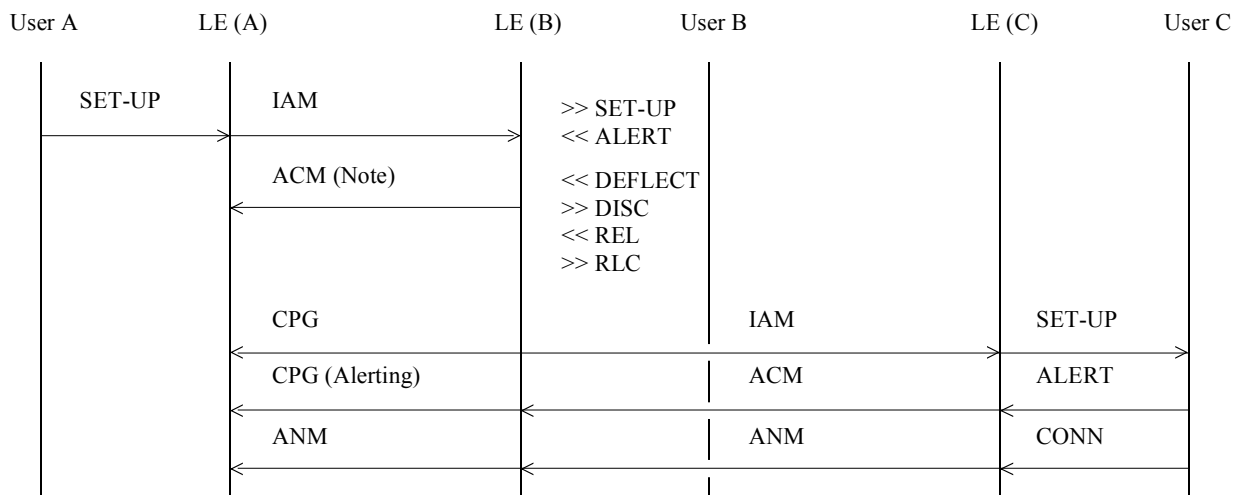 User A LE (A) LE (B) User B LE (C) User C
SET-UP IAM >> SET-UP
<< ALERT
ACM (Note) << DEFLECT
>> DISC
<< REL
>> RLC
CPG IAM SET-UP
CPG (Alerting) ACM ALERT
ANM ANM CONN